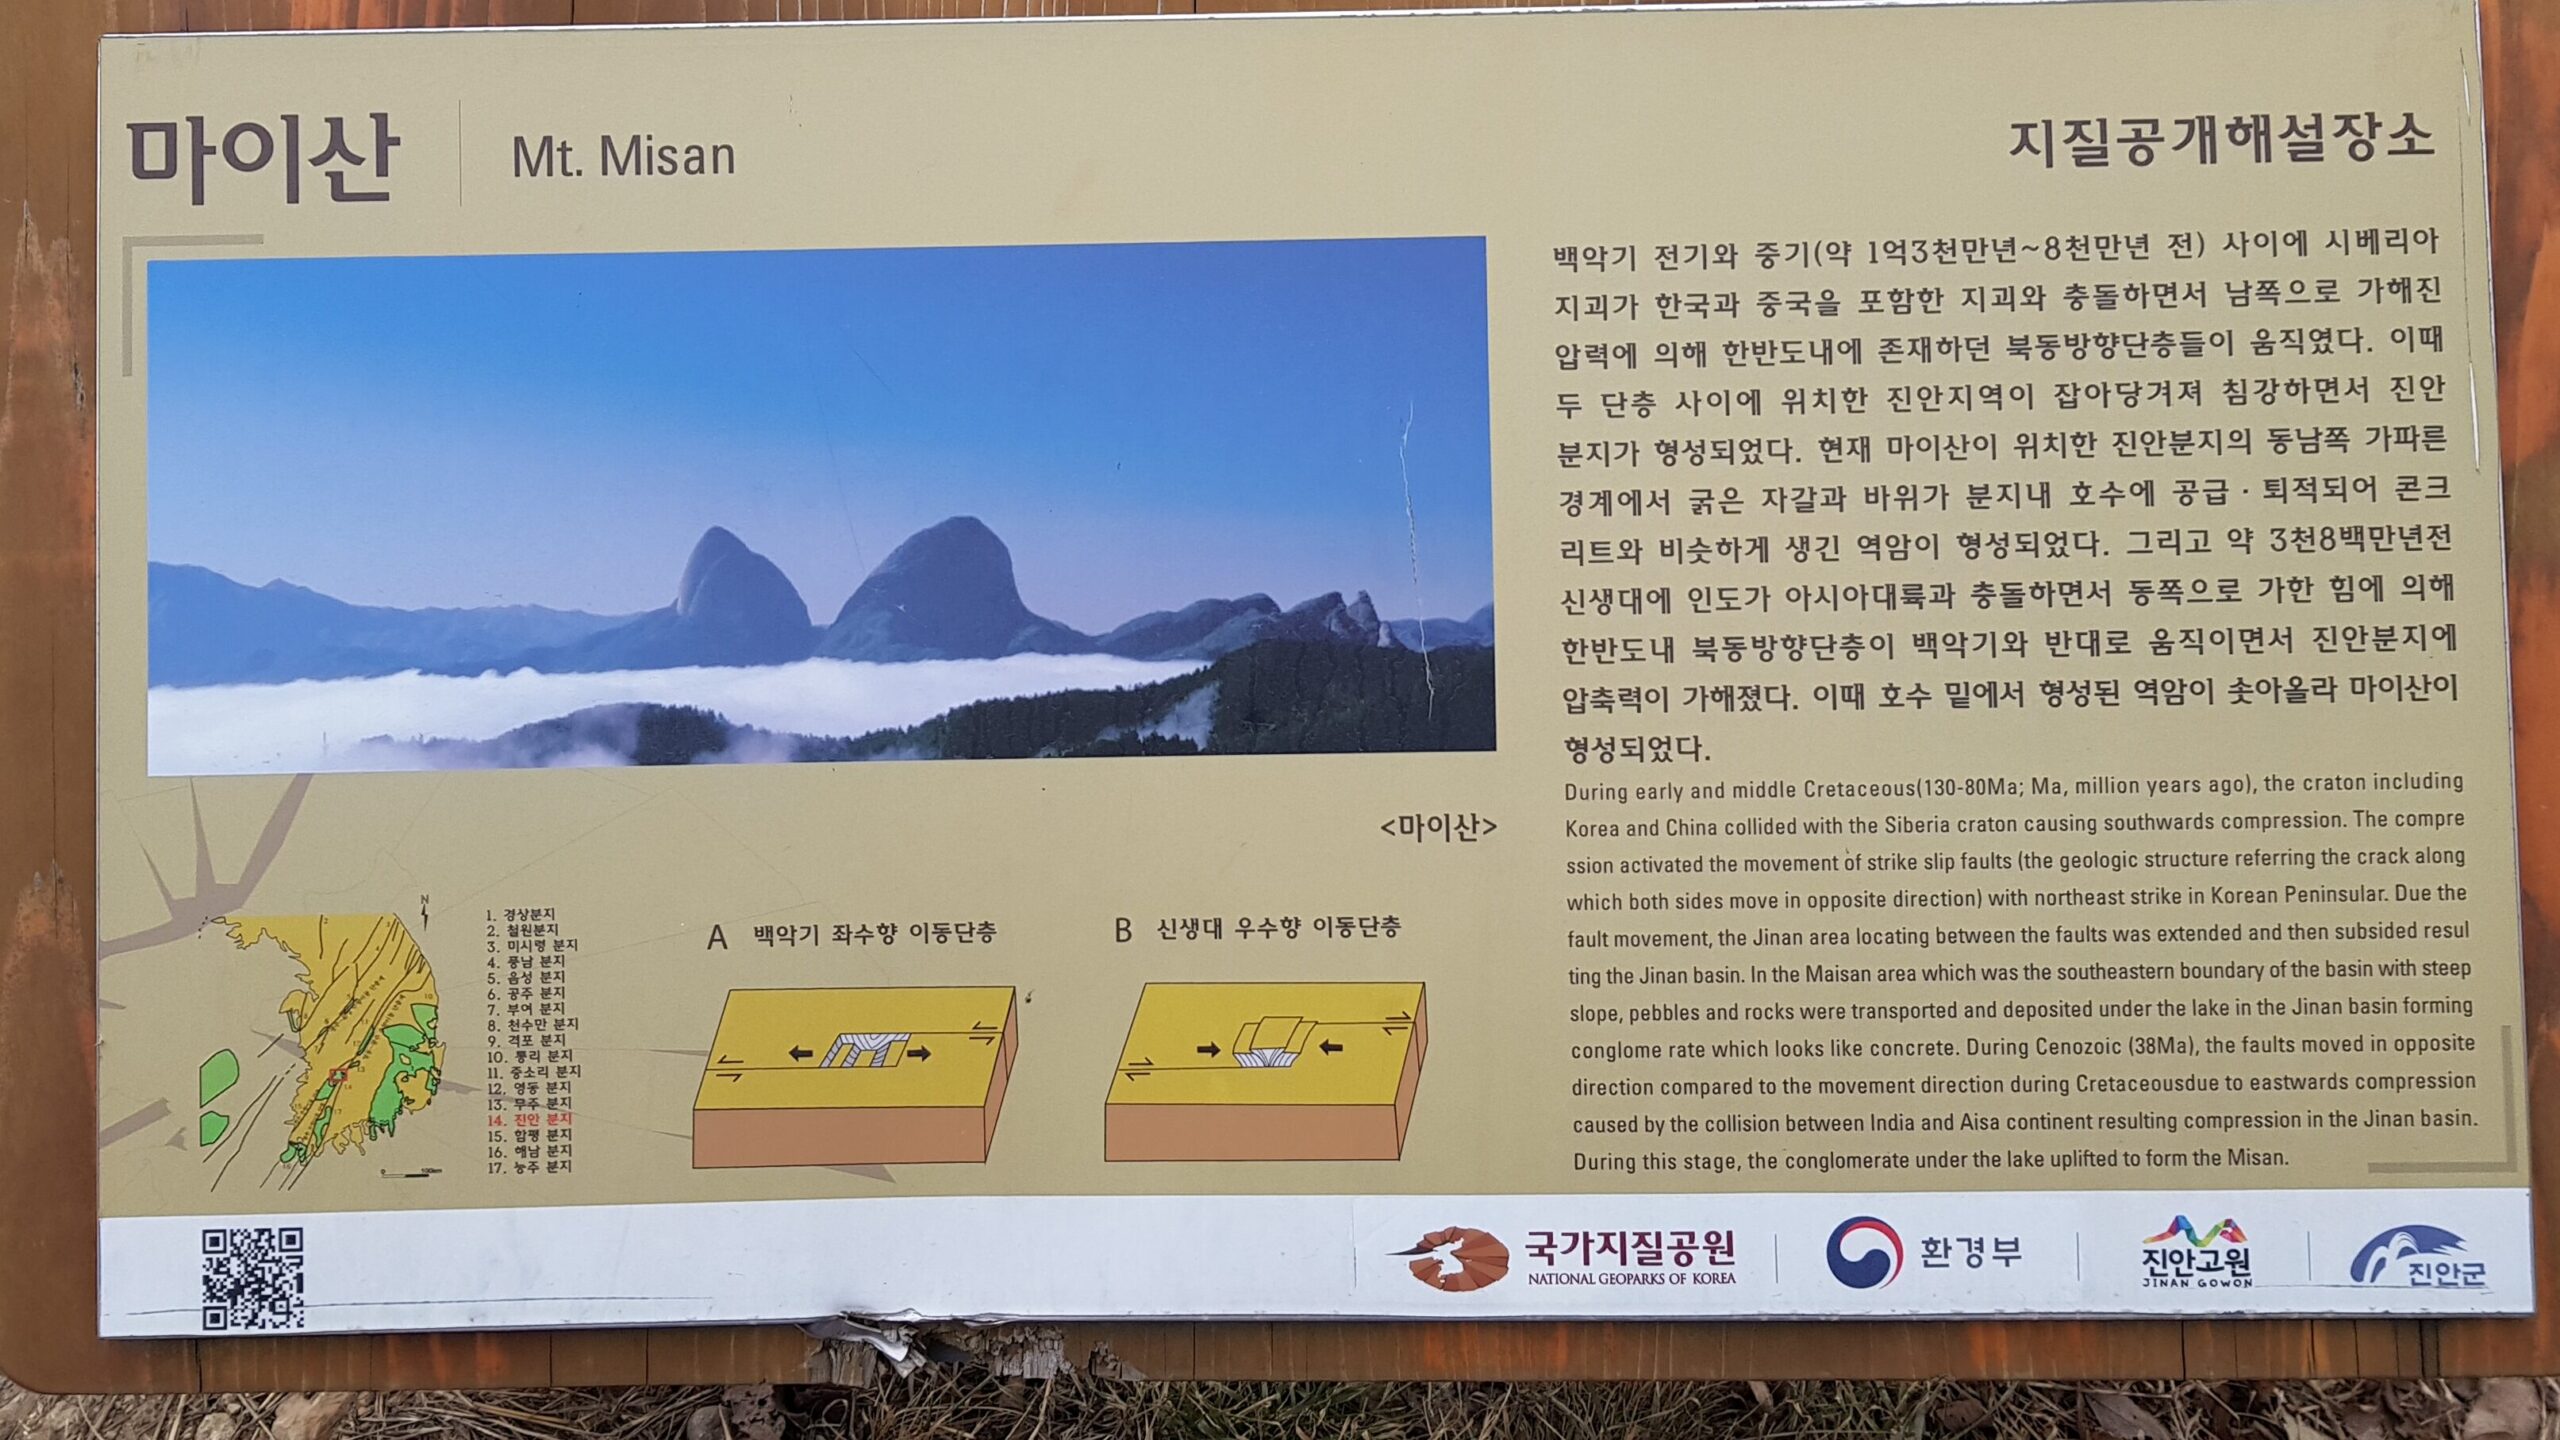 마이산
Mt. Misan
지질공개해설장소
백악기 전기와 중기(약 1억3천만년~8천만년 전) 사이에 시베리아
지괴가 한국과 중국을 포함한 지괴와 충돌하면서 남쪽으로 가해진
압력에 의해 한반도내에 존재하던 북동방향단층들이 움직였다. 이때
두 단층 사이에 위치한 진안지역이 잡아당겨져 침강하면서 진안
분지가 형성되었다. 현재 마이산이 위치한 진안분지의 동남쪽 가파른
경계에서 굵은 자갈과 바위가 분지내 호수에 공급·퇴적되어 콘크
리트와 비슷하게 생긴 역암이 형성되었다. 그리고 약 3천8백만년전
신생대에 인도가 아시아대륙과 충돌하면서 동쪽으로 가한 힘에 의해
한반도내 북동방향단층이 백악기와 반대로 움직이면서 진안분지에
압축력이 가해졌다. 이때 호수 밑에서 형성된 역암이 솟아올라 마이산이
형성되었다.
During early and middle Cretaceous(130-80Ma; Ma, million years ago), the craton including
Korea and China collided with the Siberia craton causing southwards compression. The compre
ssion activated the movement of strike slip faults (the geologic structure referring the crack along
which both sides move in opposite direction) with northeast strike in Korean Peninsular. Due the
fault movement, the Jinan area locating between the faults was extended and then subsided resul
ting the Jinan basin. In the Maisan area which was the southeastern boundary of the basin with steep
slope, pebbles and rocks were transported and deposited under the lake in the Jinan basin forming
conglome rate which looks like concrete. During Cenozoic (38Ma), the faults moved in opposite
direction compared to the movement direction during Cretaceousdue to eastwards compression
caused by the collision between India and Aisa continent resulting compression in the Jinan basin.
During this stage, the conglomerate under the lake uplifted to form the Misan.
<마이산>
N
1. 경상분지
2. 철원분지
3. 미시령 분지
4. 풍남 분지
5. 음성 분지
6. 공주 분지
7. 부여 분지
8. 천수만 분지
9. 격포 분지
10. 통리 분지
11. 중소리 분지
12. 영동 분지
13. 무주 분지
14. 진안 분지
15. 함평 분지
16. 해남 분지
17. 능주 분지
A 백악기 좌수향 이동단층
B 신생대 우수향 이동단층
국가지질공원
NATIONAL GEOPARKS OF KOREA
환경부
진안고원
JINAN GOWON
진안군